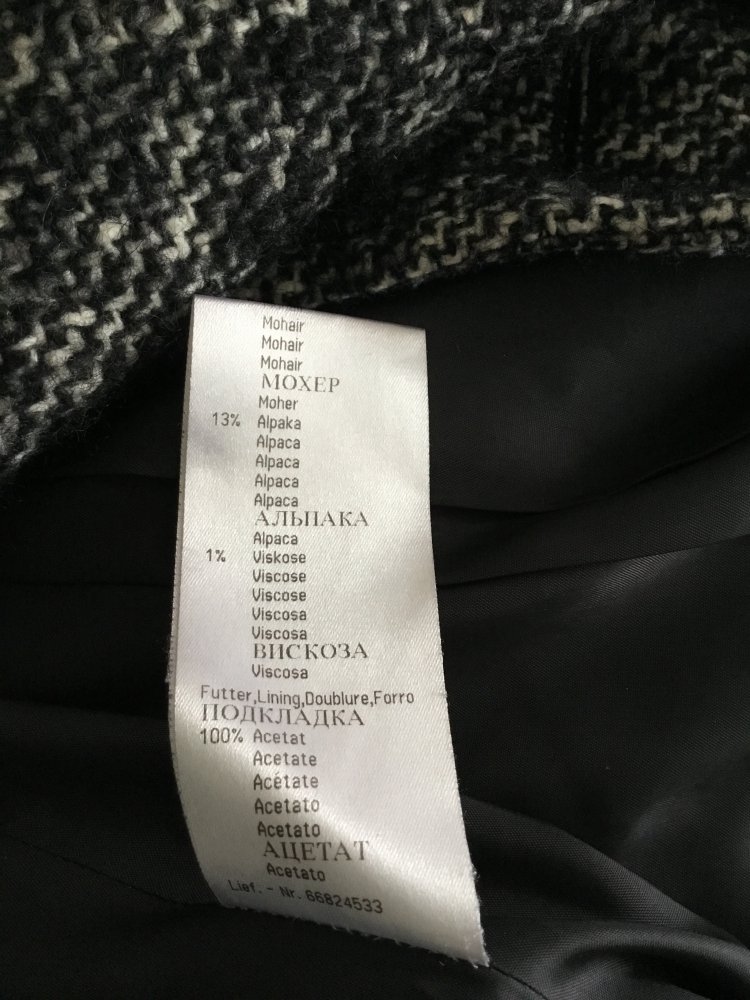 Mohair
Mohair
Mohair
МОХЕР
Moher
13% Alpaka
Alpaca
Alpaca
Alpaca
Alpaca
АЛЬПАКА
Alpaca
1% Viskose
Viscose
Viscose
Viscosa
Viscosa
ВИСКОЗА
Viscosa
Futter,Lining,Doublure,Forro
ПОДКЛАДКА
100% Acetat
Acetate
Acétate
Acetato
Acetato
АЦЕТАТ
Acetato
Lief. - Nr. 66824533